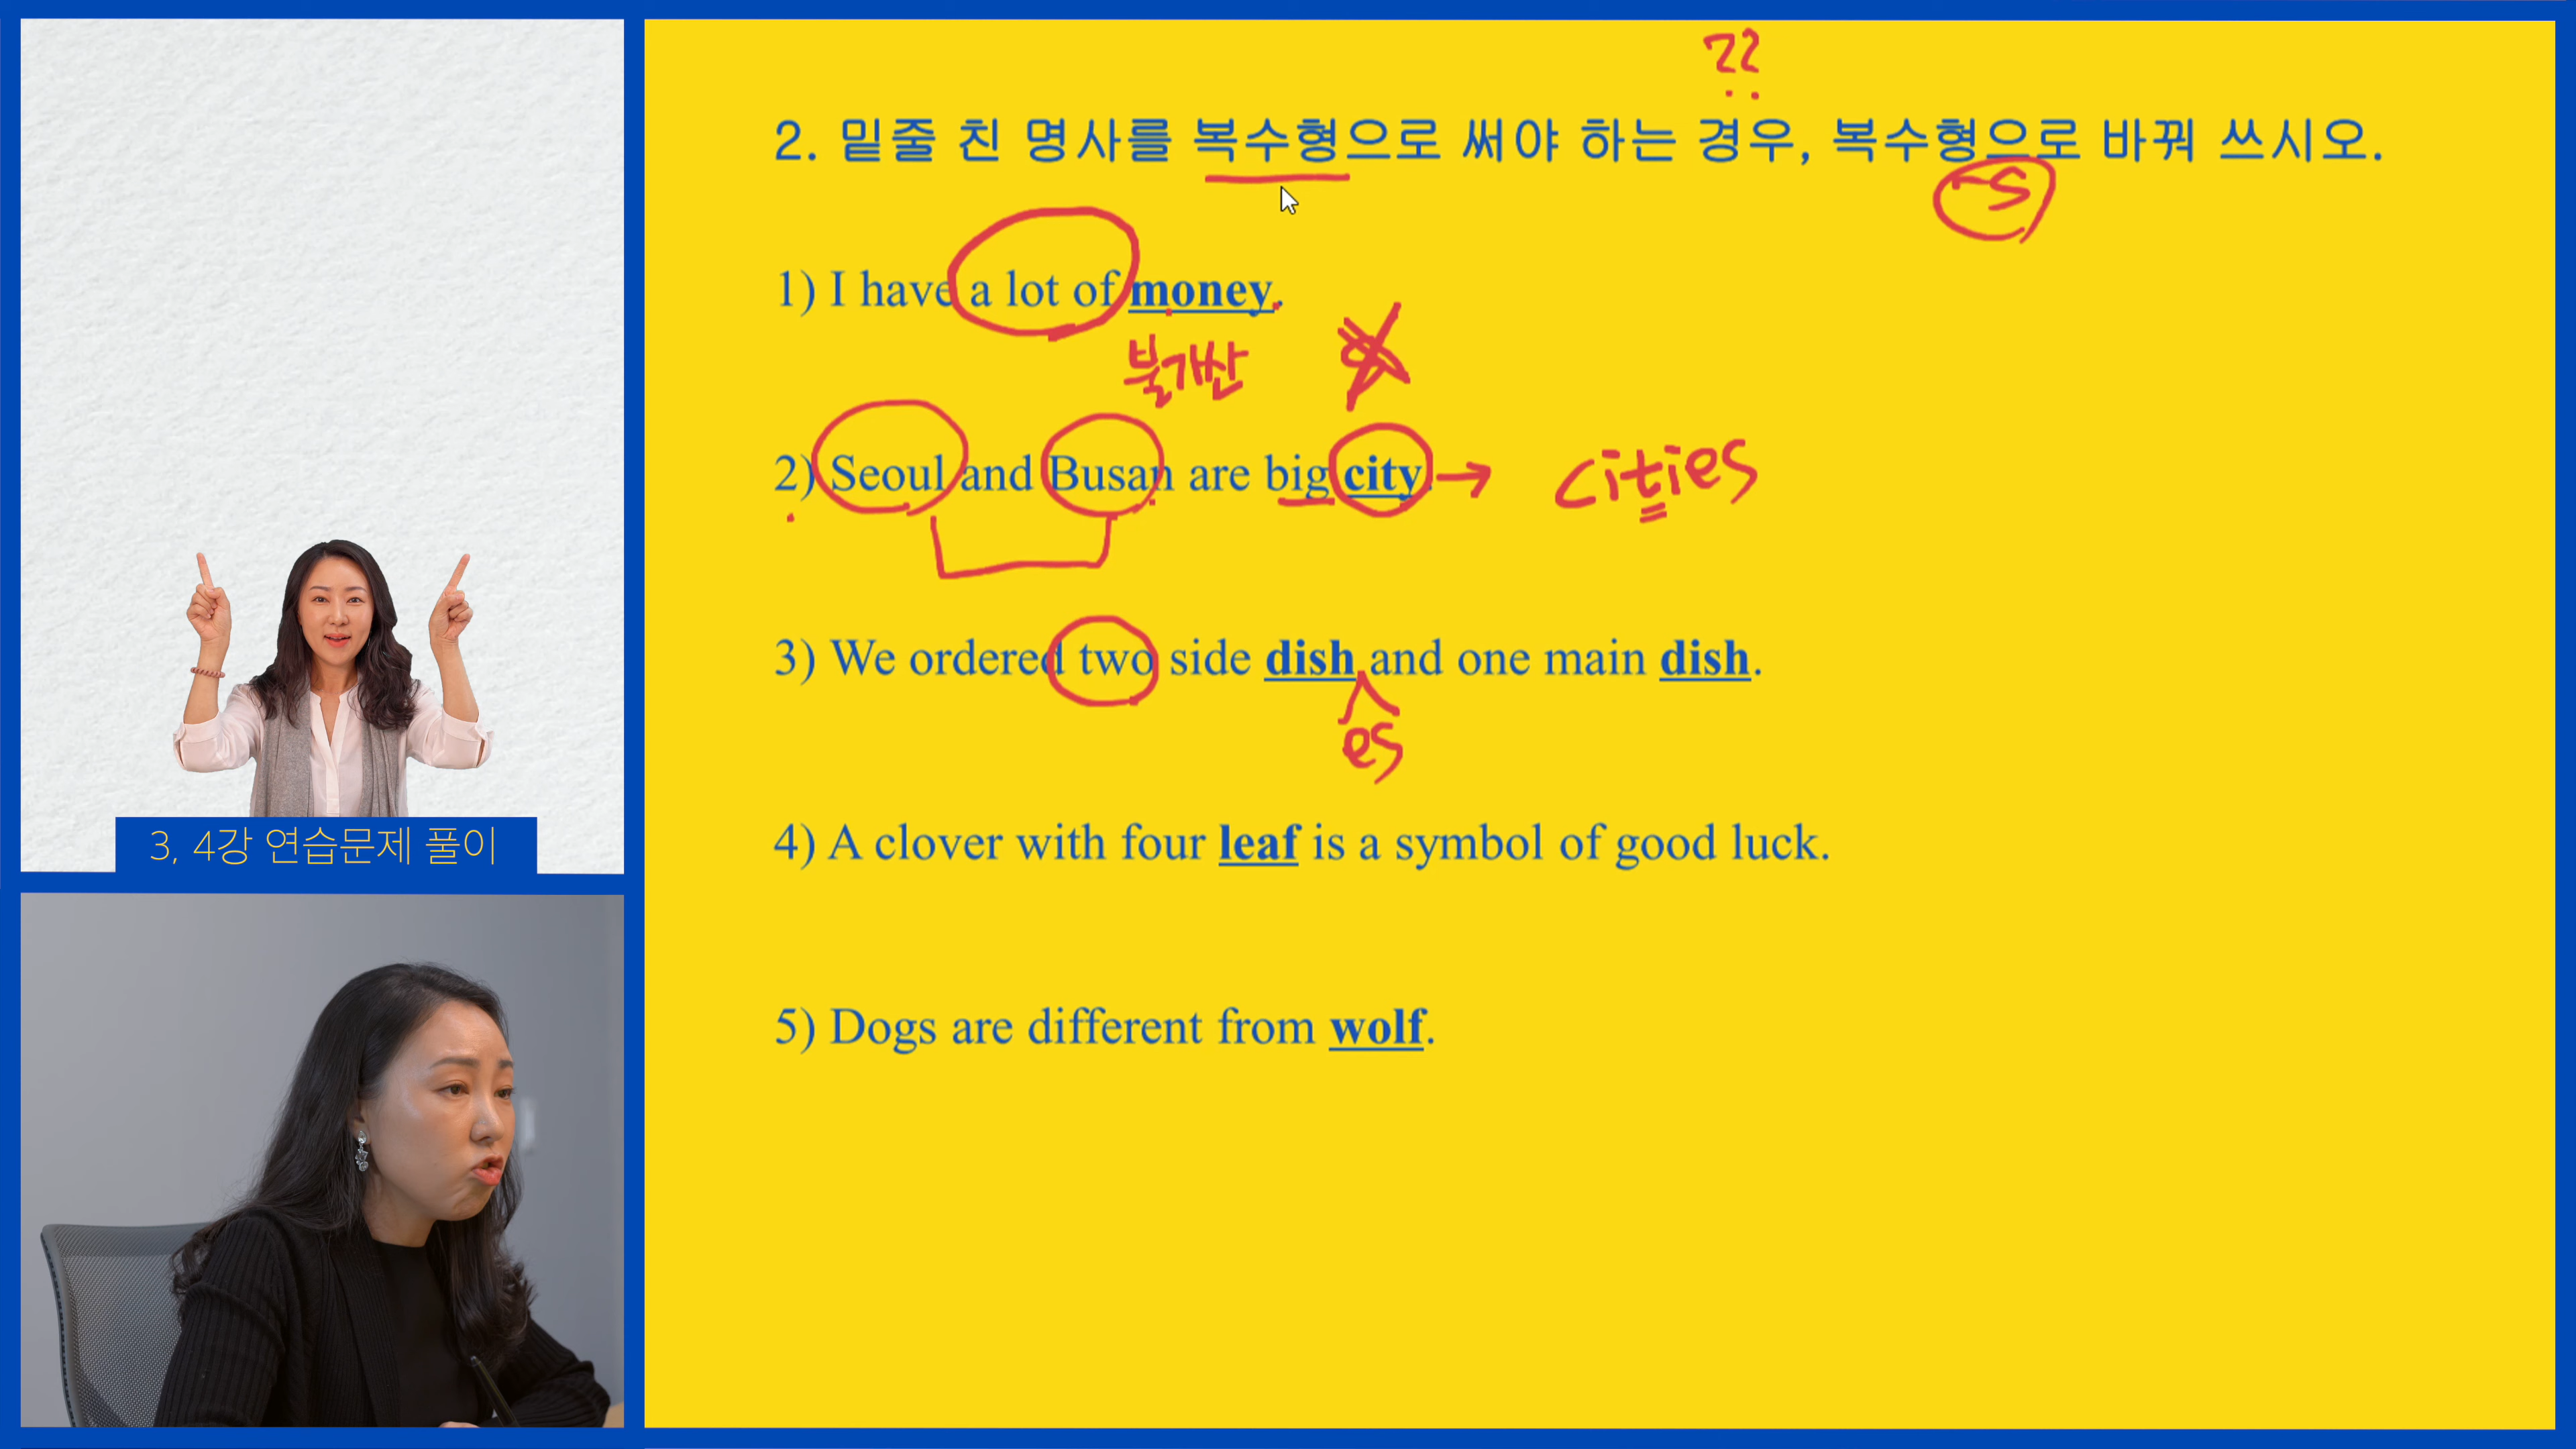 ??
2. 밑줄 친 명사를 복수형으로 써야 하는 경우, 복수형으로 바꿔 쓰시오.
-s
1) I have a lot of money.
불가산
2) Seoul and Busan are big city. → cities
3) We ordered two side dish and one main dish.
es
4) A clover with four leaf is a symbol of good luck.
5) Dogs are different from wolf.
3, 4강 연습문제 풀이